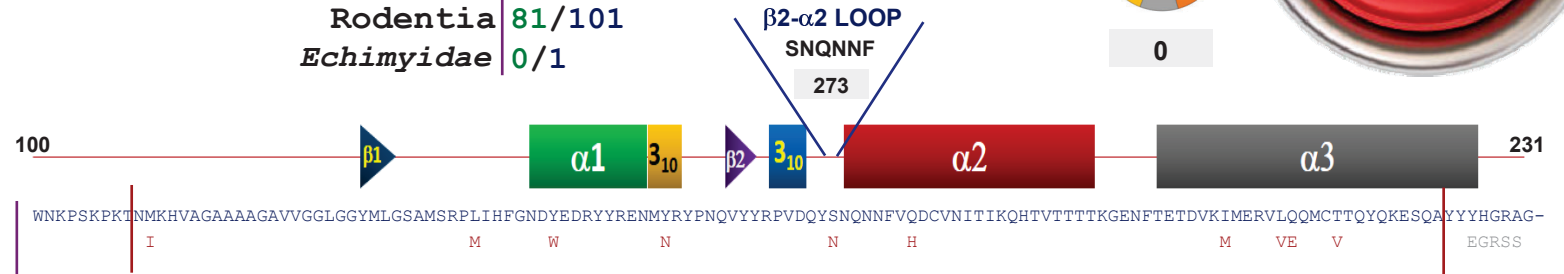 Rodentia 81/101
Echimyidae 0/1
β2-α2 LOOP
SNQNNF
273
0
100
β1
α1
3₁₀
β2
3₁₀
α2
α3
231
WNKPSKPKTNMKHVAGAAAAGAVVGGLGGYMLGSAMSRPLIHFGNDYEDRYYRENMYRYPNQVYYRPVDQYSNQNNFVQDCVNITIKQHTVTTTTKGENFTETDVKIMERVLQQMCTTQYQKESQAYYYHGRAG-
I M W N N H M VE V EGRSS